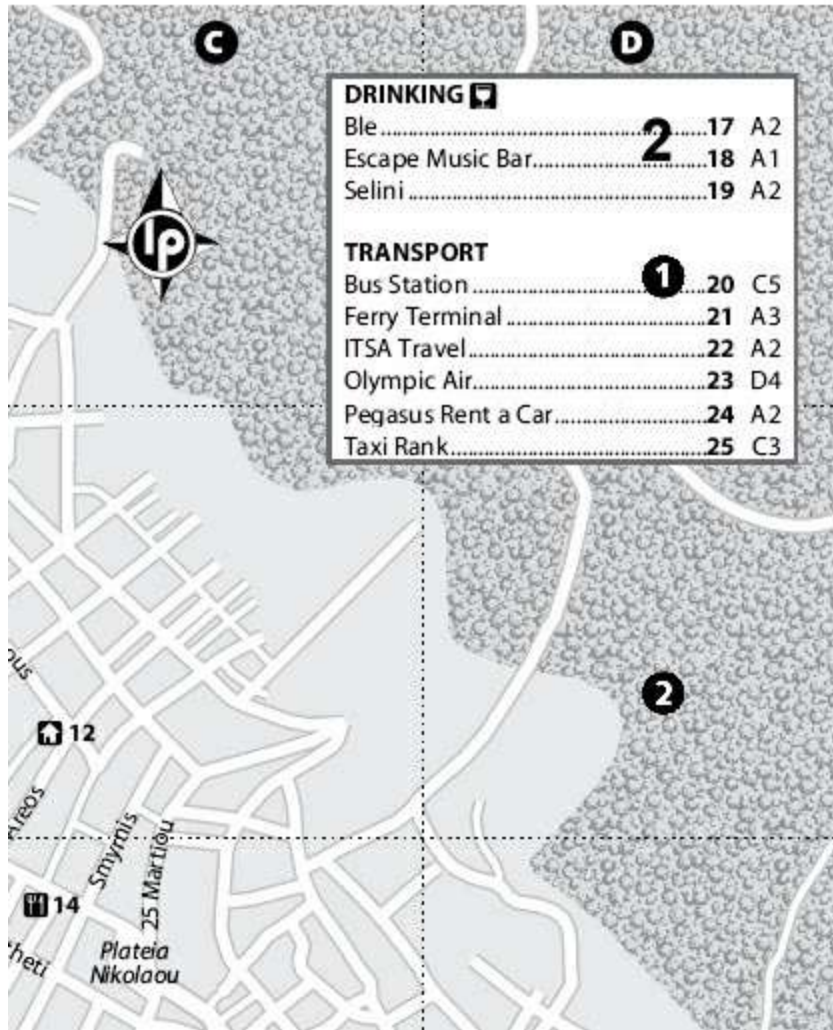 C
D
DRINKING
Ble 17 A2
2
Escape Music Bar 18 A1
Selini 19 A2
TRANSPORT
1
Bus Station 20 C5
Ferry Terminal 21 A3
ITSA Travel 22 A2
Olympic Air 23 D4
Pegasus Rent a Car 24 A2
Taxi Rank 25 C3
lp
2
12
14
Smyrnis
25 Martiou
Plateia
Nikolaou